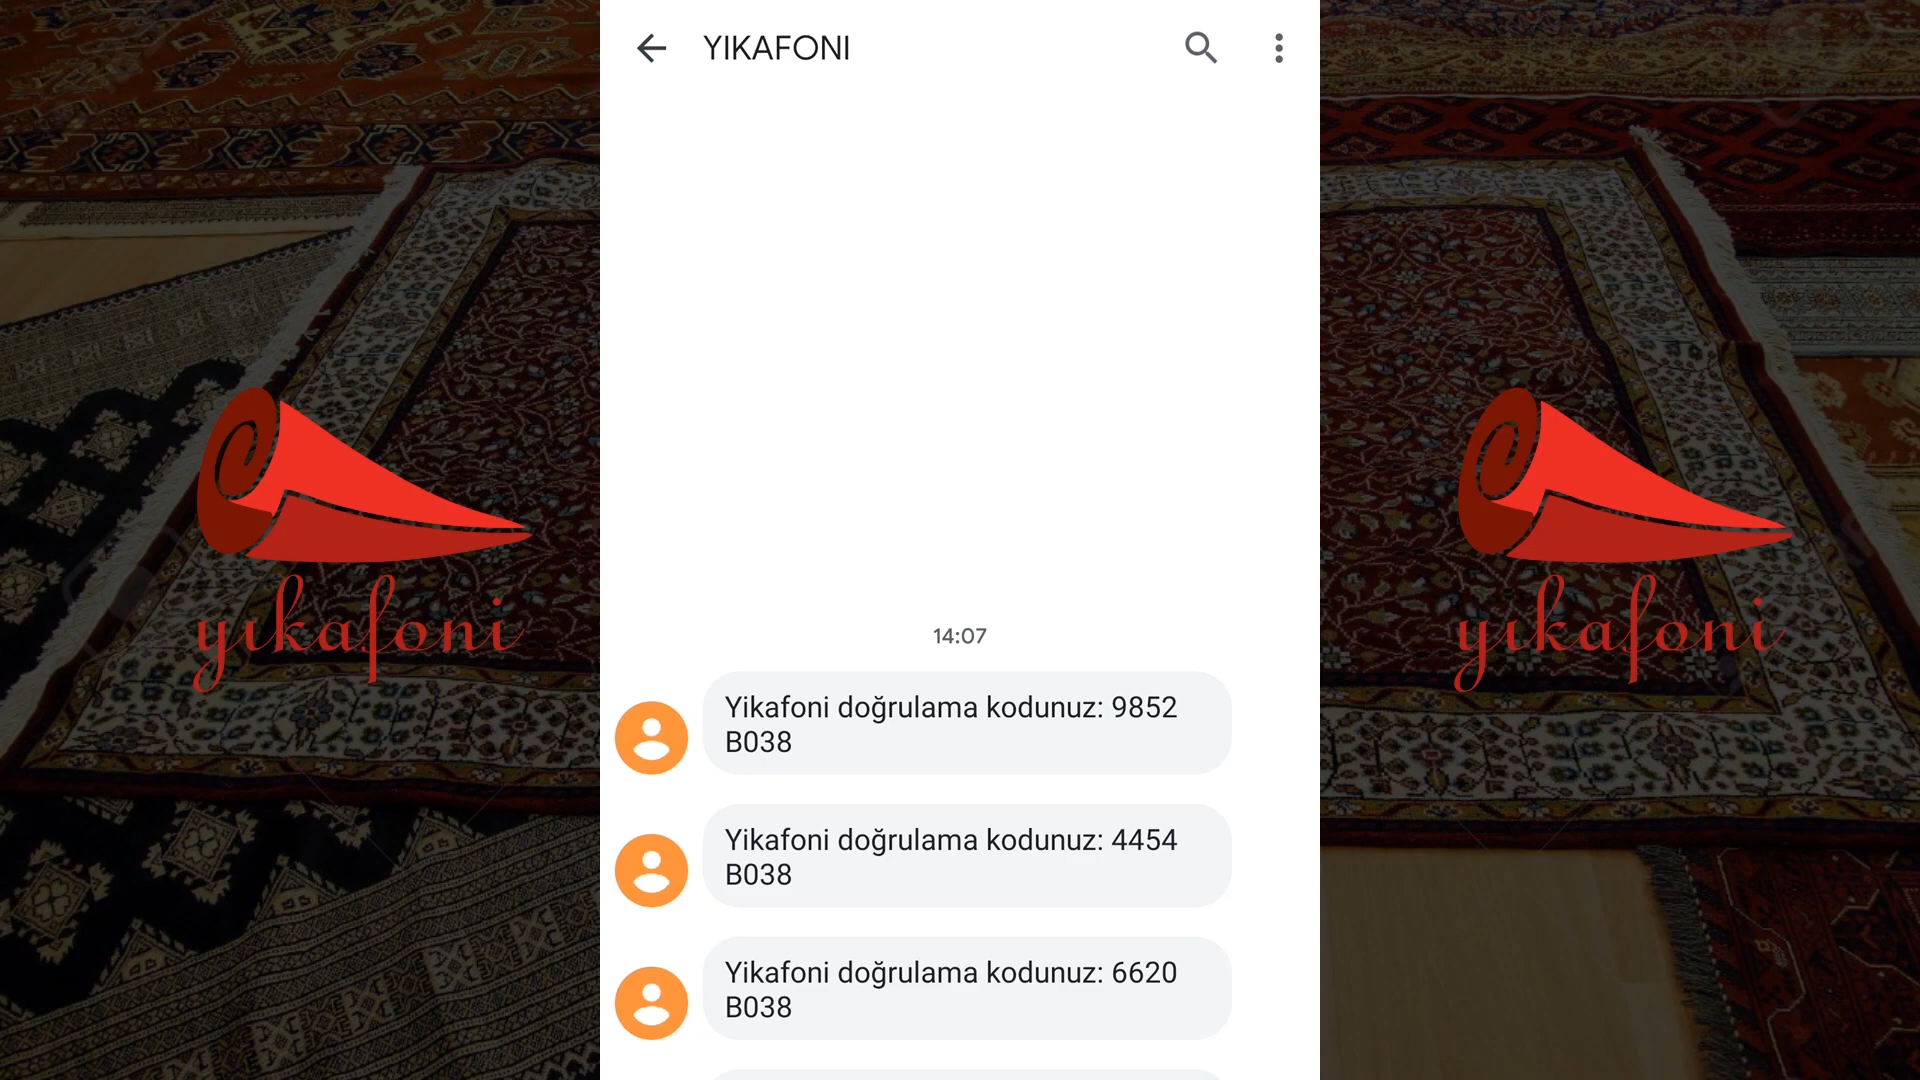 YIKAFONI
14:07
Yikafoni doğrulama kodunuz: 9852
B038
Yikafoni doğrulama kodunuz: 4454
B038
Yikafoni doğrulama kodunuz: 6620
B038
yıkafoni
yıkafoni